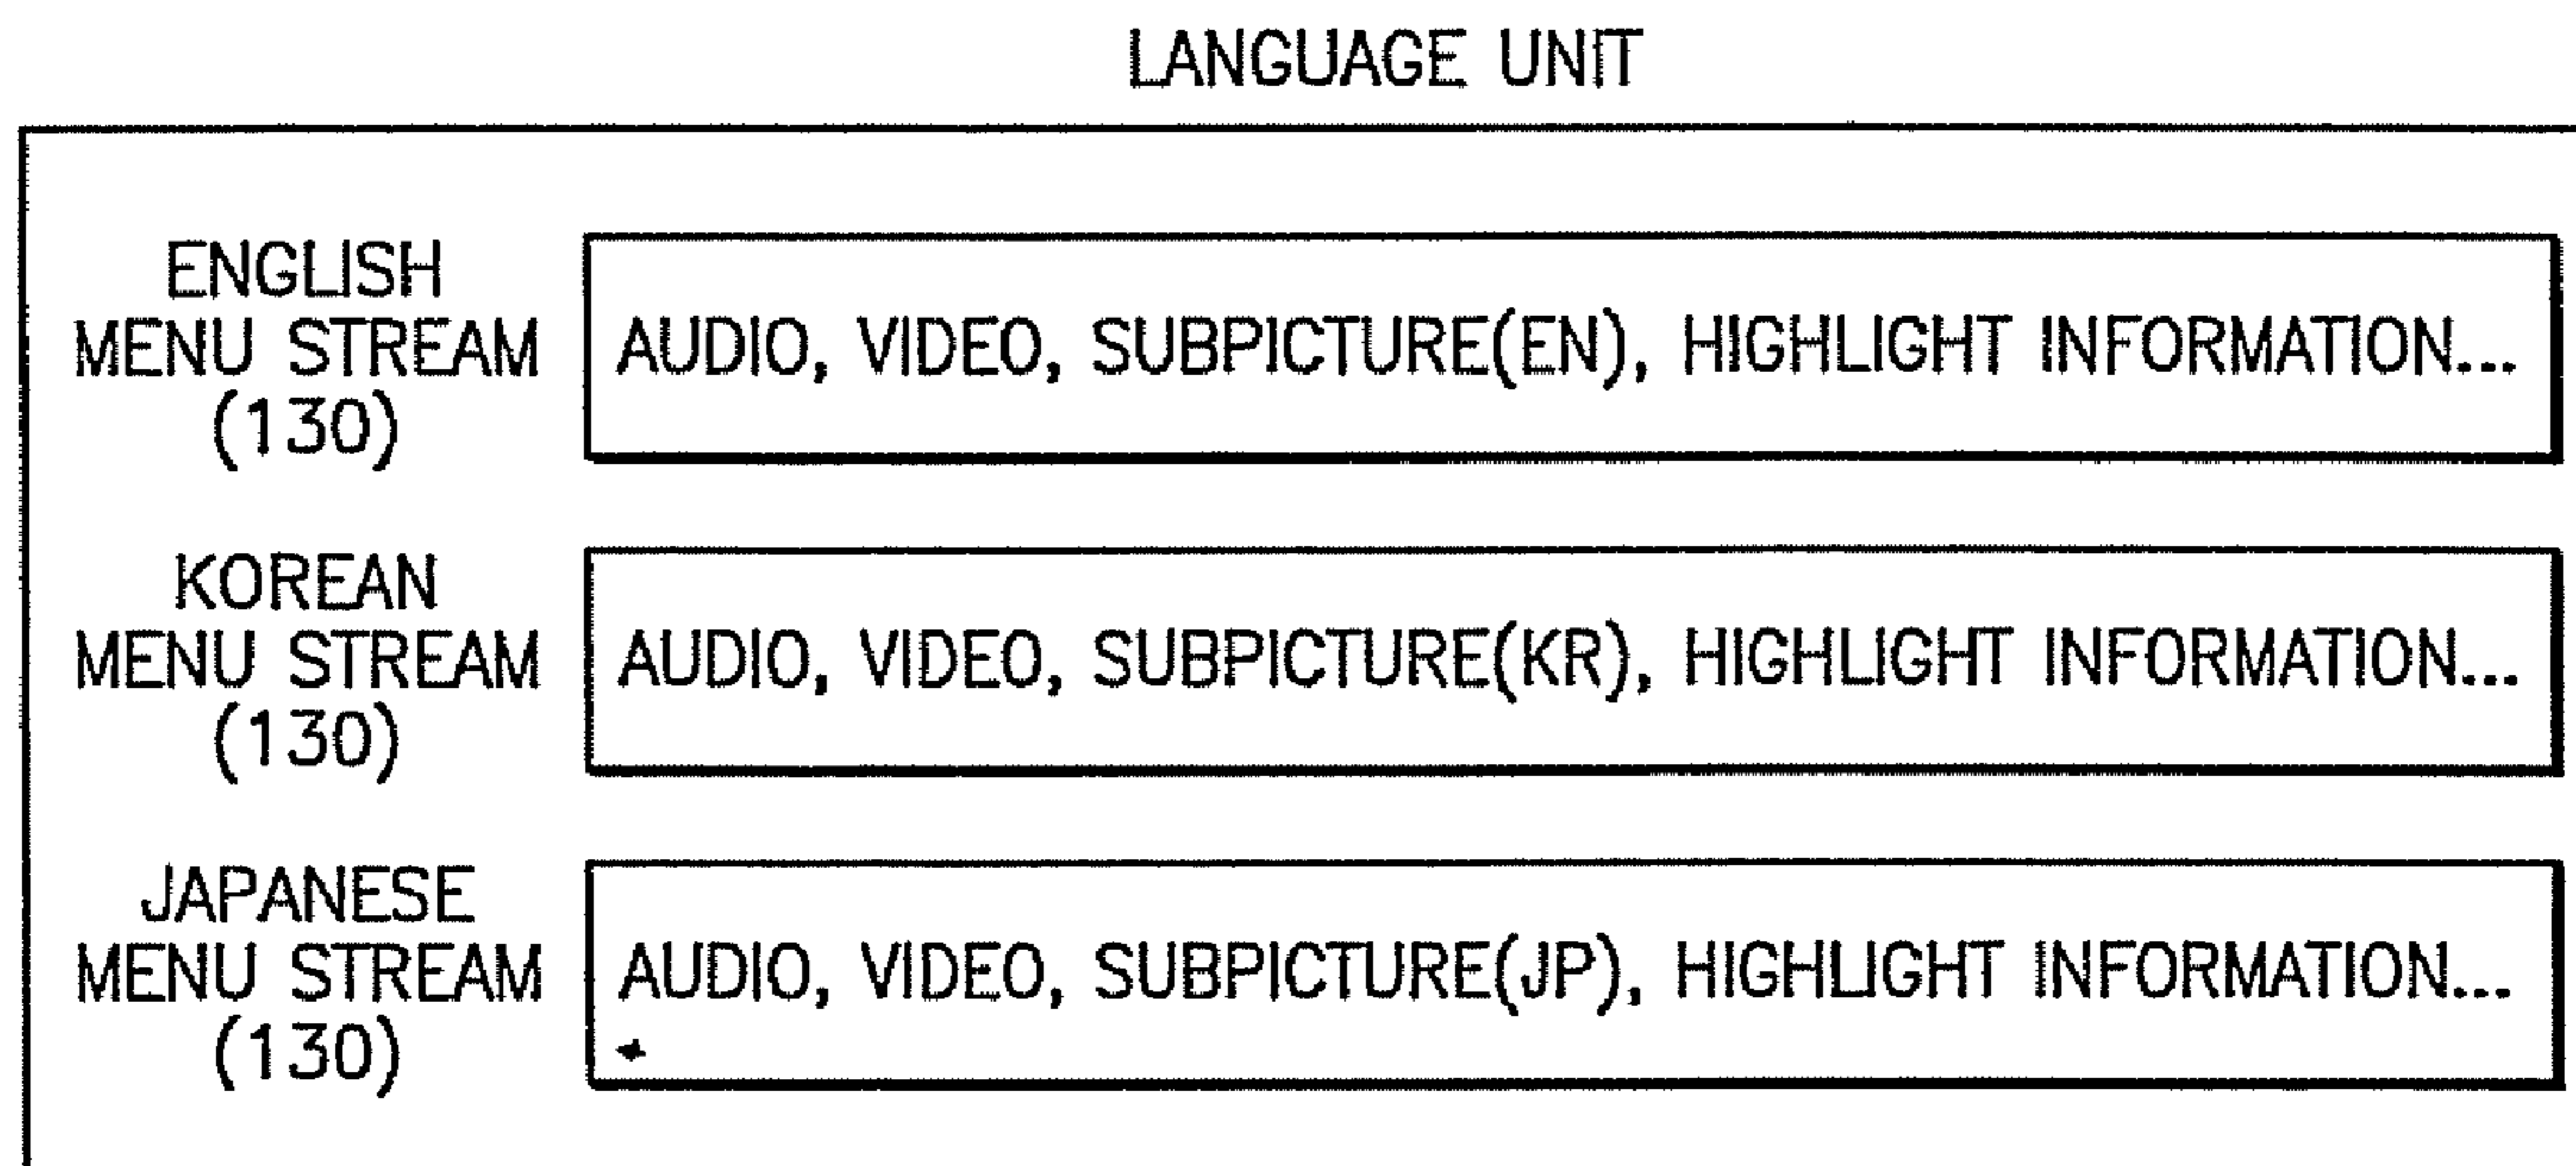 LANGUAGE UNIT
ENGLISH
MENU STREAM
(130)
AUDIO, VIDEO, SUBPICTURE(EN), HIGHLIGHT INFORMATION...
KOREAN
MENU STREAM
(130)
AUDIO, VIDEO, SUBPICTURE(KR), HIGHLIGHT INFORMATION...
JAPANESE
MENU STREAM
(130)
AUDIO, VIDEO, SUBPICTURE(JP), HIGHLIGHT INFORMATION...